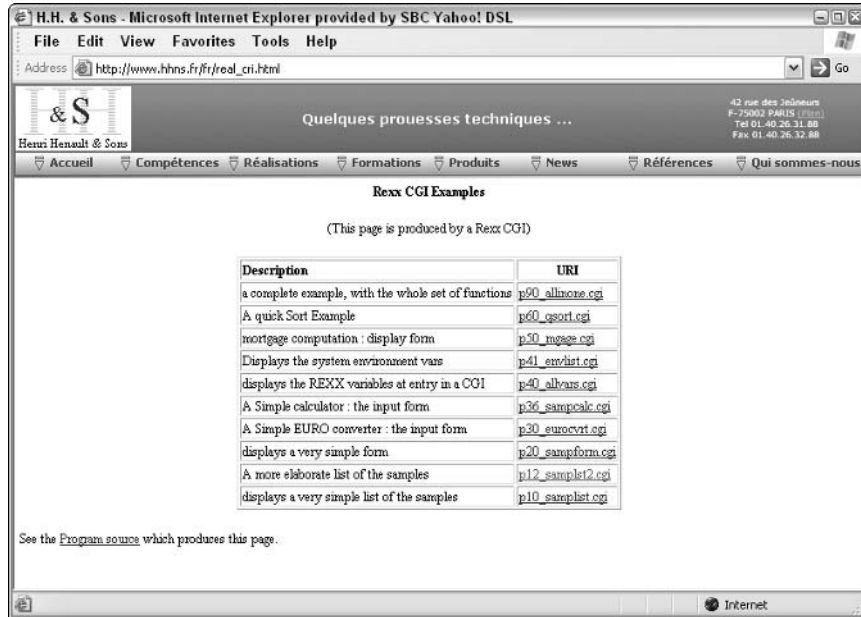 H.H. & Sons - Microsoft Internet Explorer provided by SBC Yahoo! DSL
File Edit View Favorites Tools Help
Address http://www.hhns.fr/fr/real_cri.html Go
H&S
Henri Henault & Sons
Quelques prouesses techniques ...
42 rue des Jeûneurs
F-75002 PARIS (Plan)
Tel 01.40.26.31.88
Fax 01.40.26.32.88
Accueil Compétences Réalisations Formations Produits News Références Qui sommes-nous
Rexx CGI Examples
(This page is produced by a Rexx CGI)
Description URI
a complete example, with the whole set of functions p90_allinone.cgi
A quick Sort Example p60_qsort.cgi
mortgage computation : display form p50_mgage.cgi
Displays the system environment vars p41_envlist.cgi
displays the REXX variables at entry in a CGI p40_allvars.cgi
A Simple calculator : the input form p36_sampcalc.cgi
A Simple EURO converter : the input form p30_eurocvrt.cgi
displays a very simple form p20_sampform.cgi
A more elaborate list of the samples p12_samplst2.cgi
displays a very simple list of the samples p10_samplist.cgi
See the Program source which produces this page.
Internet